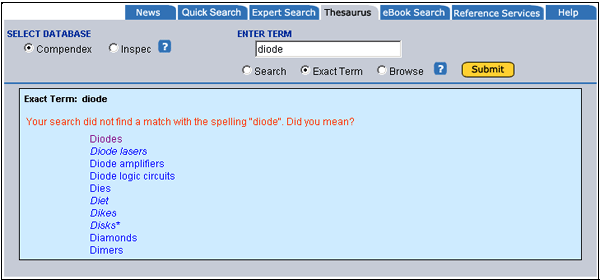 News Quick Search Expert Search Thesaurus eBook Search Reference Services Help
SELECT DATABASE ENTER TERM
Compendex Inspec ? diode
Search Exact Term Browse ? Submit
Exact Term: diode
Your search did not find a match with the spelling "diode". Did you mean?
Diodes
Diode lasers
Diode amplifiers
Diode logic circuits
Dies
Diet
Dikes
Disks*
Diamonds
Dimers